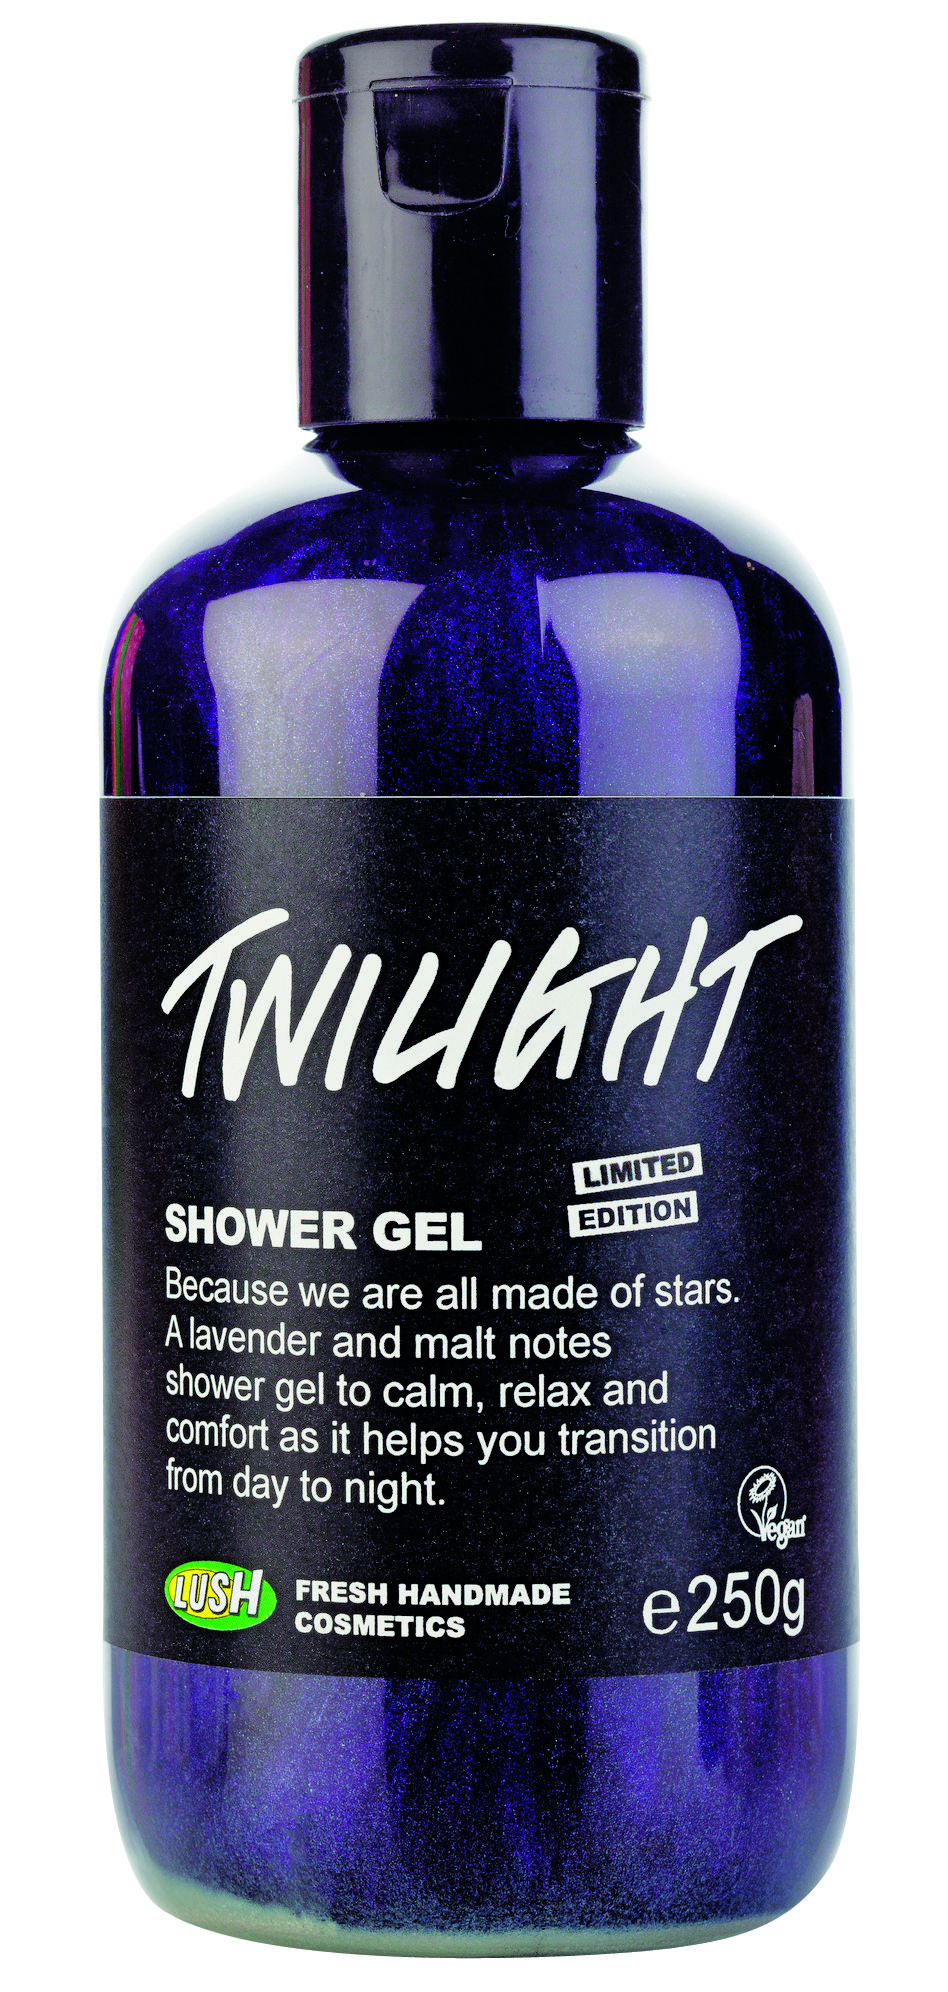 TWILIGHT
LIMITED
EDITION
SHOWER GEL
Because we are all made of stars.
A lavender and malt notes
shower gel to calm, relax and
comfort as it helps you transition
from day to night.
Vegan
LUSH
FRESH HANDMADE
COSMETICS
e250g